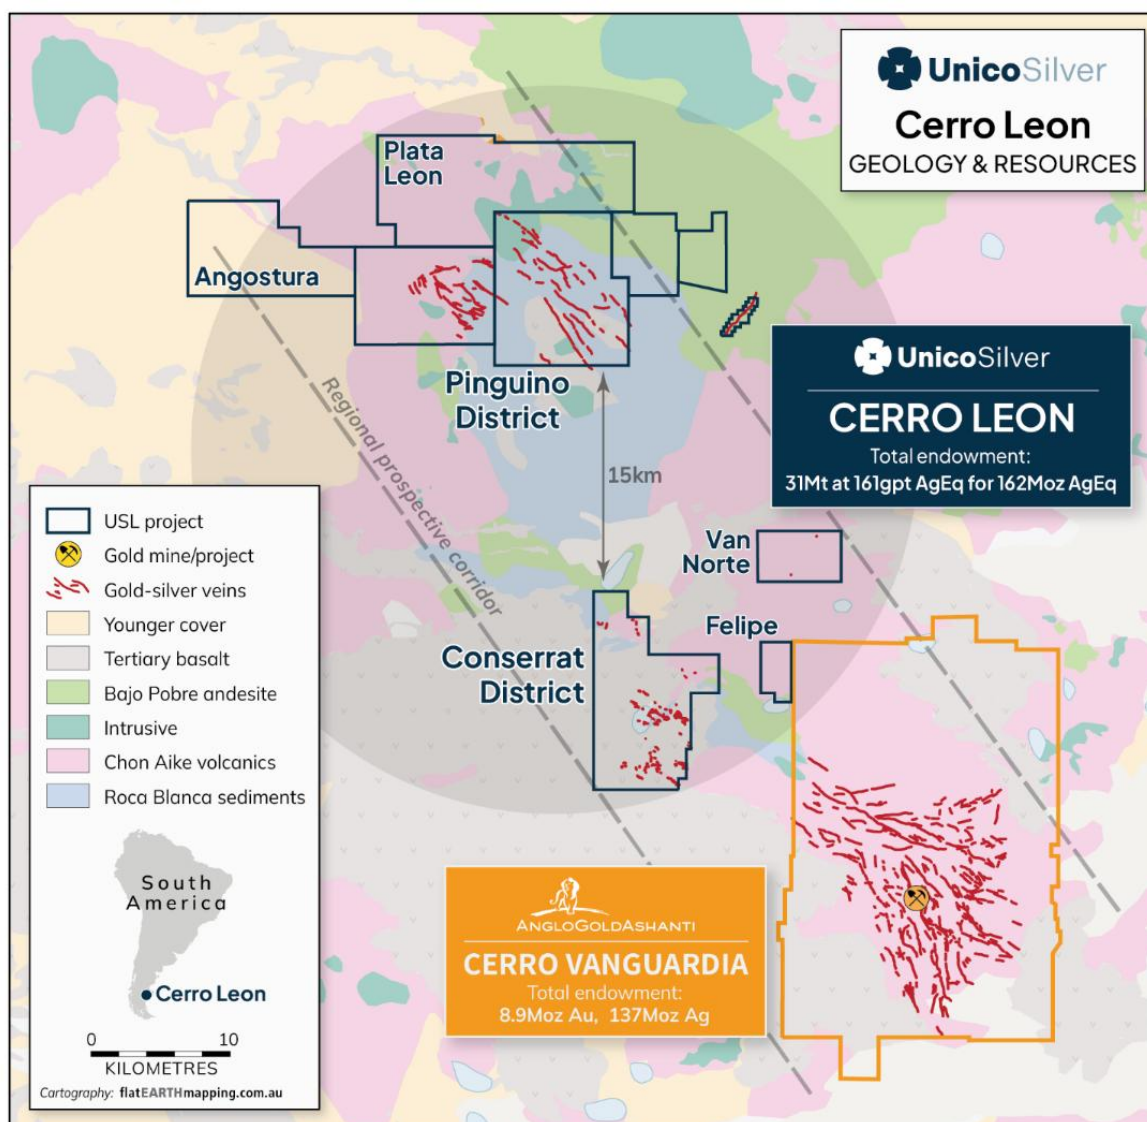 UnicoSilver
Cerro Leon
GEOLOGY & RESOURCES
Plata
Leon
Angostura
Pinguino
District
Regional prospective corridor
15km
UnicoSilver
CERRO LEON
Total endowment:
31Mt at 161gpt AgEq for 162Moz AgEq
Van
Norte
Felipe
Conserrat
District
USL project
Gold mine/project
Gold-silver veins
Younger cover
Tertiary basalt
Bajo Pobre andesite
Intrusive
Chon Aike volcanics
Roca Blanca sediments
South
America
Cerro Leon
0 10
KILOMETRES
Cartography: flatEARTHmapping.com.au
ANGLOGOLDASHANTI
CERRO VANGUARDIA
Total endowment:
8.9Moz Au, 137Moz Ag